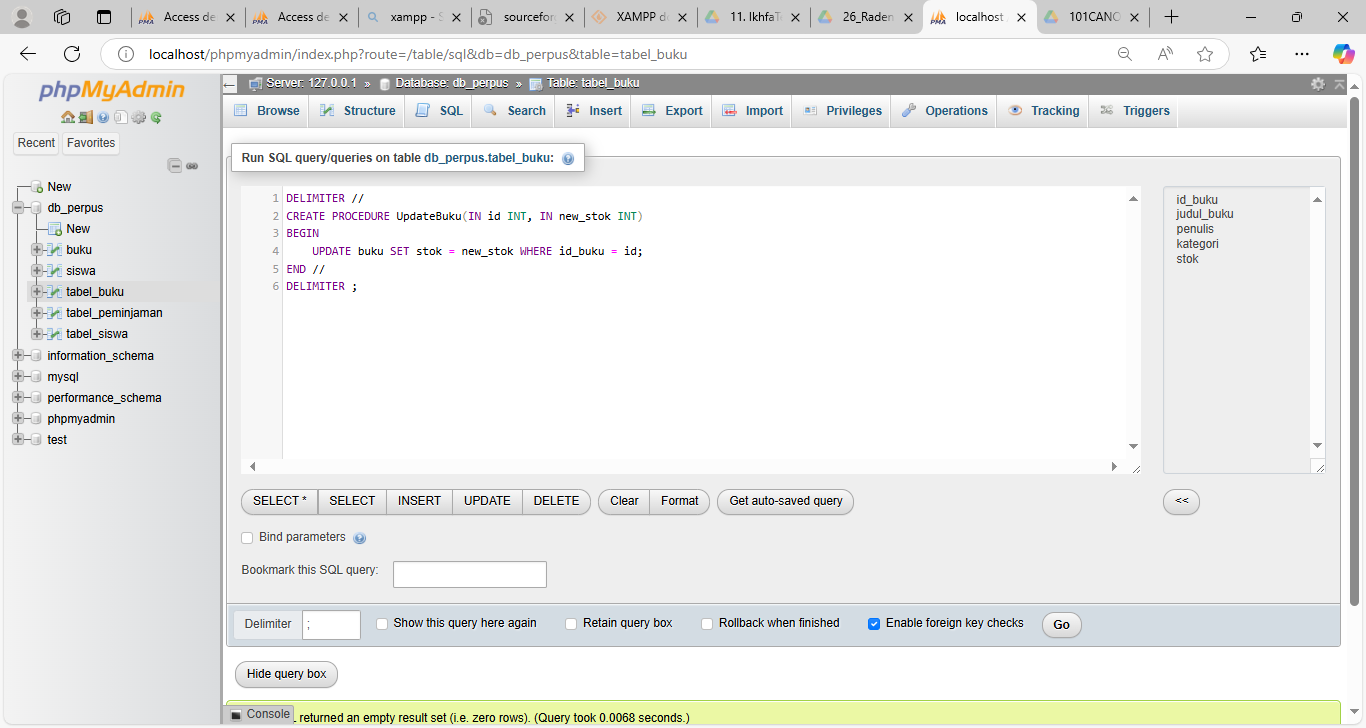 Access de
Access de
xampp - S
sourcefor
XAMPP d
11. IkhfaTu
26_Raden
localhost
101CANO
localhost/phpmyadmin/index.php?route=/table/sql&db=db_perpus&table=tabel_buku
phpMyAdmin
Recent Favorites
New
db_perpus
New
buku
siswa
tabel_buku
tabel_peminjaman
tabel_siswa
information_schema
mysql
performance_schema
phpmyadmin
test
Server: 127.0.0.1 » Database: db_perpus » Table: tabel_buku
Browse Structure SQL Search Insert Export Import Privileges Operations Tracking Triggers
Run SQL query/queries on table db_perpus.tabel_buku:
1 DELIMITER //
2 CREATE PROCEDURE UpdateBuku(IN id INT, IN new_stok INT)
3 BEGIN
4 UPDATE buku SET stok = new_stok WHERE id_buku = id;
5 END //
6 DELIMITER ;
id_buku
judul_buku
penulis
kategori
stok
SELECT * SELECT INSERT UPDATE DELETE Clear Format Get auto-saved query <<
Bind parameters
Bookmark this SQL query:
Delimiter ; Show this query here again Retain query box Rollback when finished Enable foreign key checks Go
Hide query box
Console returned an empty result set (i.e. zero rows). (Query took 0.0068 seconds.)